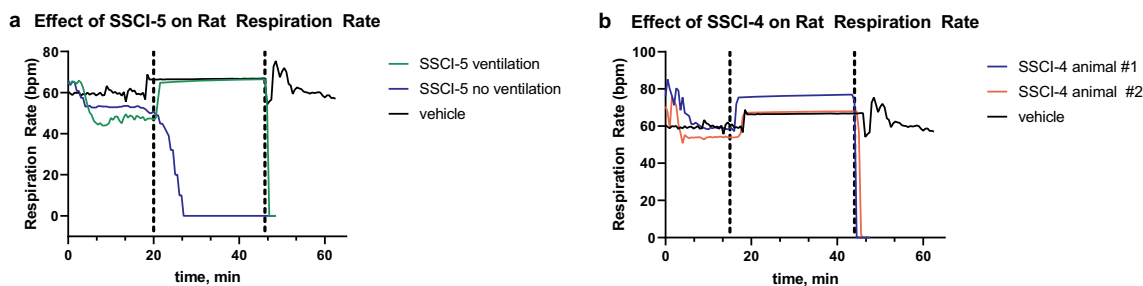 a Effect of SSCI-5 on Rat Respiration Rate
Respiration Rate (bpm)
80
60
40
20
0
0 20 40 60
time, min
SSCI-5 ventilation
SSCI-5 no ventilation
vehicle
b Effect of SSCI-4 on Rat Respiration Rate
Respiration Rate (bpm)
100
80
60
40
20
0
0 20 40 60
time, min
SSCI-4 animal #1
SSCI-4 animal #2
vehicle